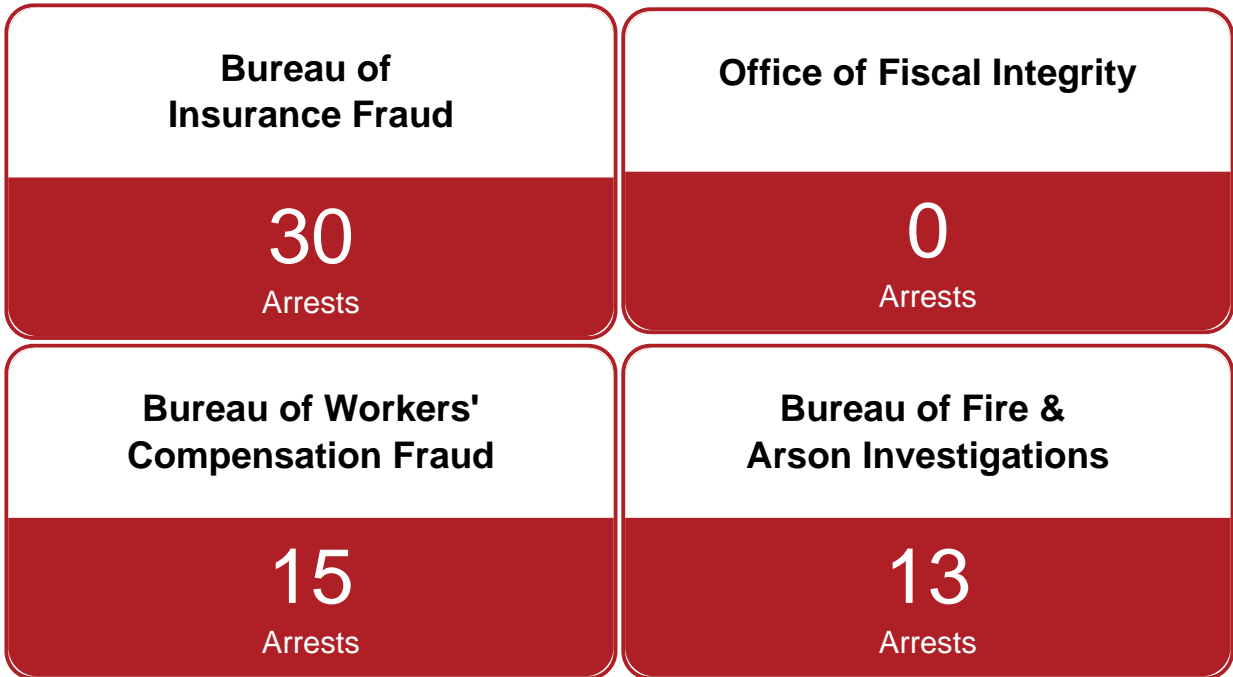 Bureau of
Insurance Fraud
30
Arrests
Office of Fiscal Integrity
0
Arrests
Bureau of Workers'
Compensation Fraud
15
Arrests
Bureau of Fire &
Arson Investigations
13
Arrests